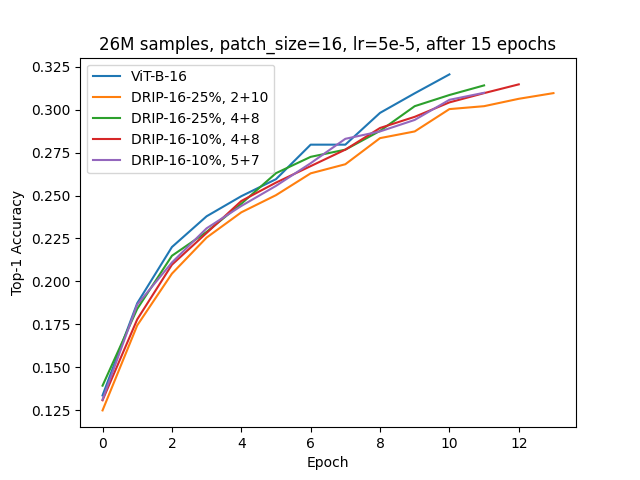 26M samples, patch_size=16, lr=5e-5, after 15 epochs
ViT-B-16
DRIP-16-25%, 2+10
DRIP-16-25%, 4+8
DRIP-16-10%, 4+8
DRIP-16-10%, 5+7
Top-1 Accuracy
0.325
0.300
0.275
0.250
0.225
0.200
0.175
0.150
0.125
0 2 4 6 8 10 12
Epoch